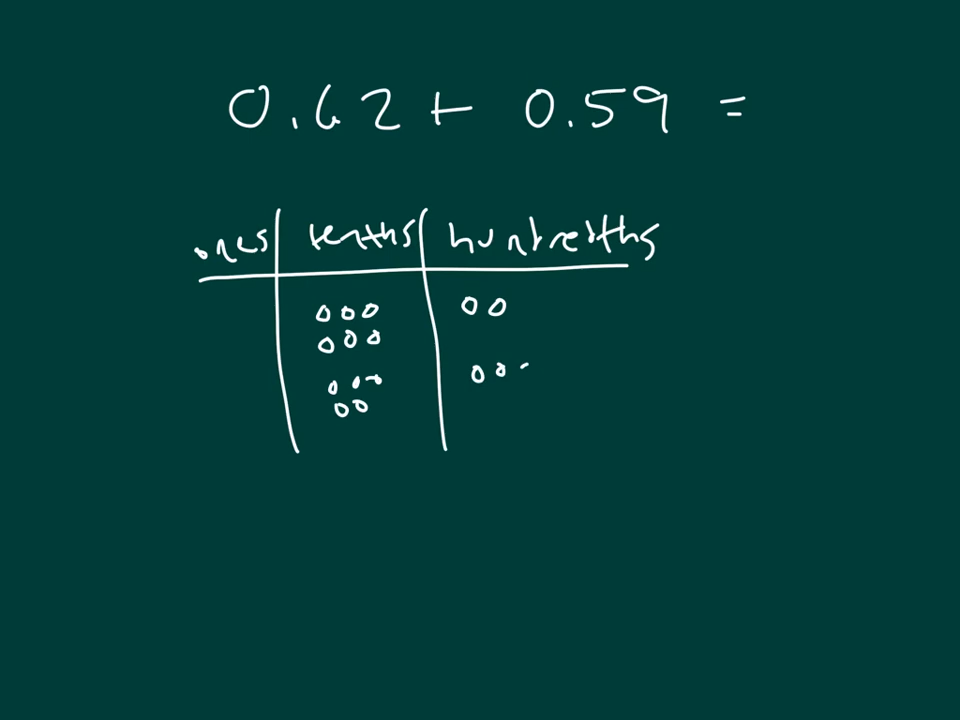 0.62 + 0.59 =
ones tenths hundredths